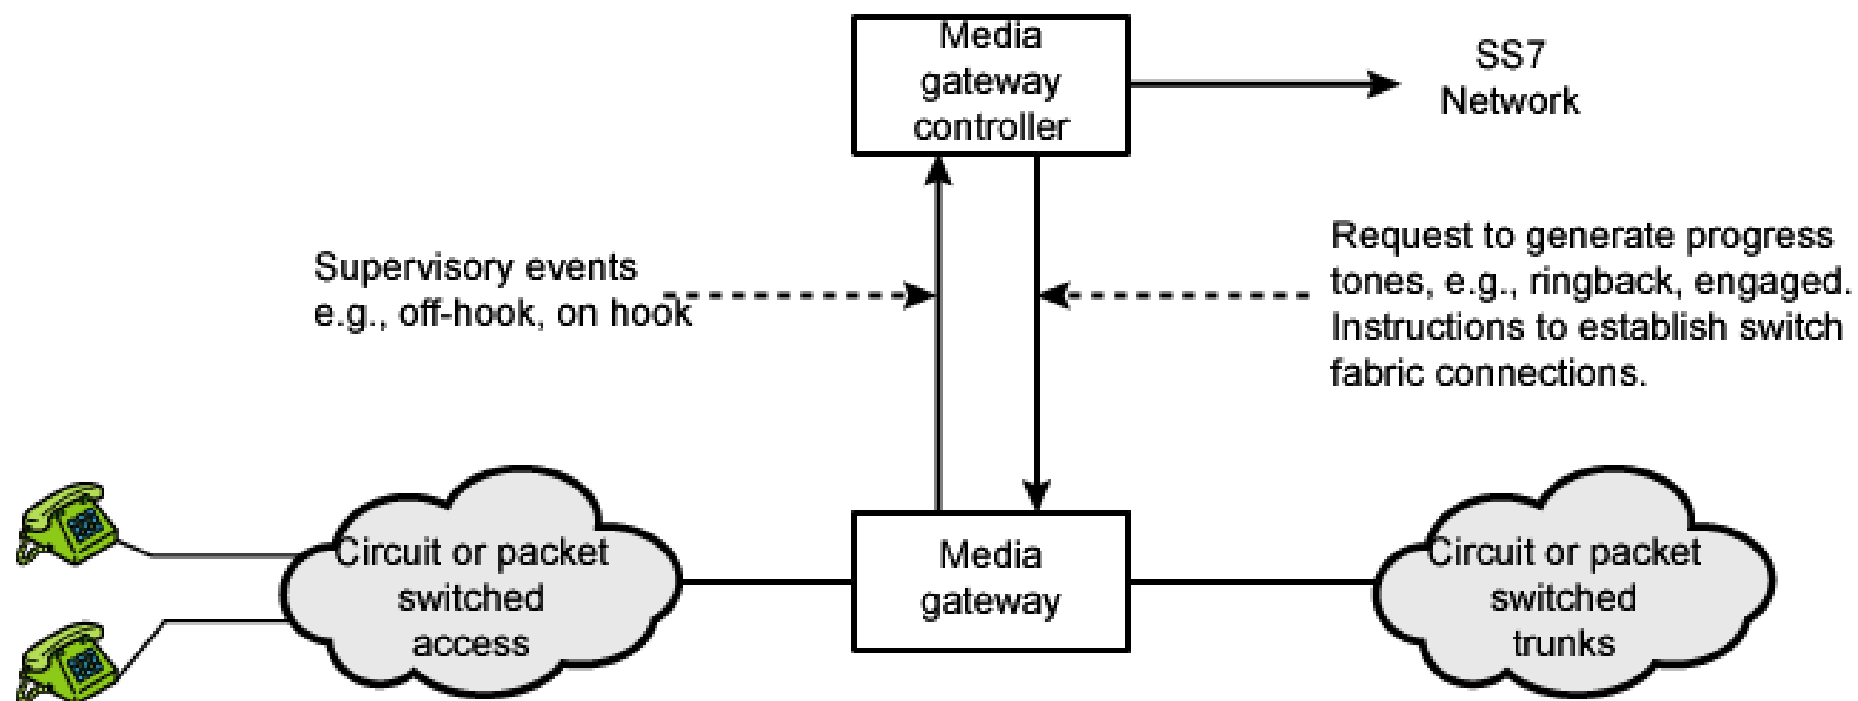 Media
gateway
controller
SS7
Network
Supervisory events
e.g., off-hook, on hook
Request to generate progress
tones, e.g., ringback, engaged.
Instructions to establish switch
fabric connections.
Circuit or packet
switched
access
Media
gateway
Circuit or packet
switched
trunks